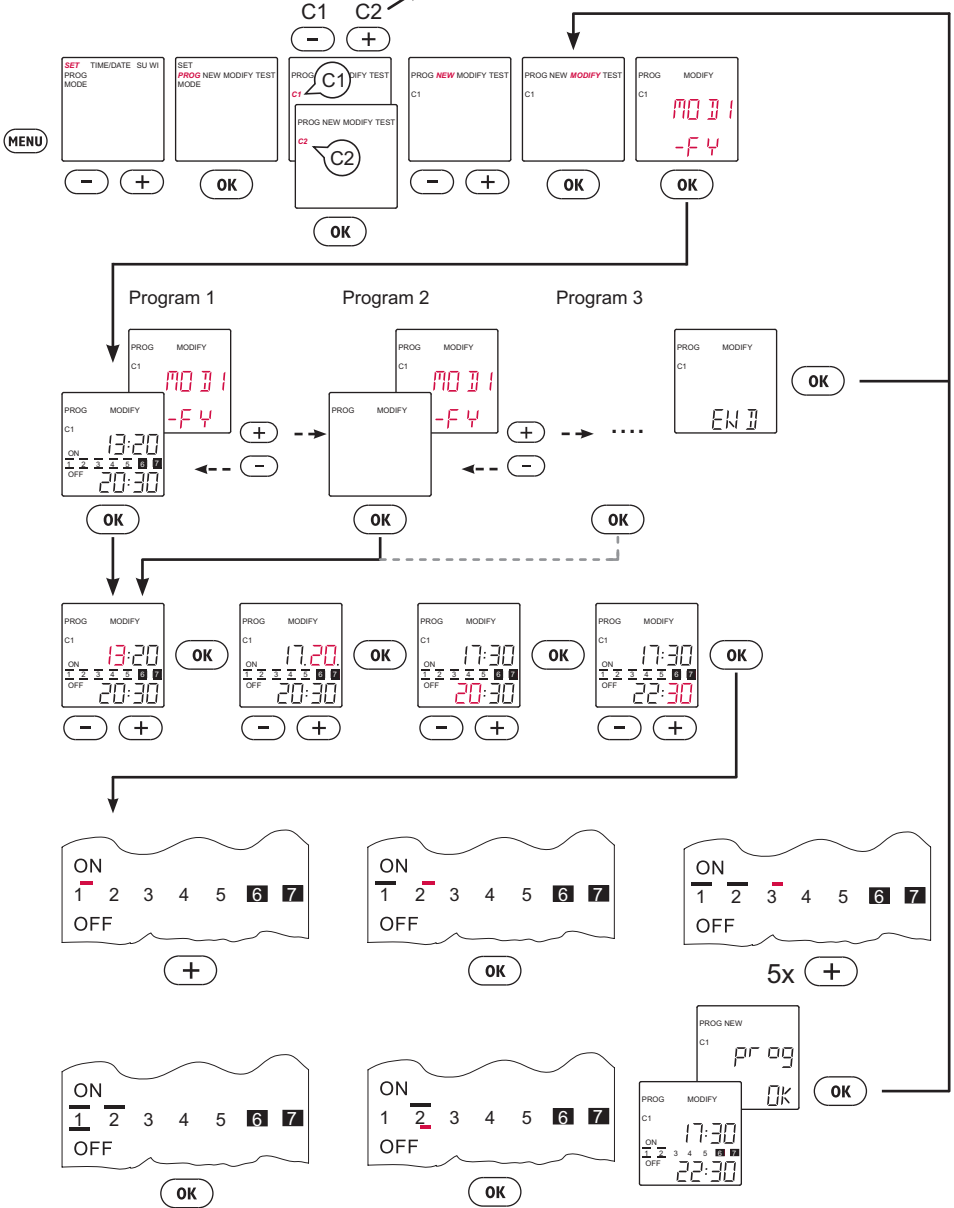 C1 C2
− +
SET TIME/DATE SU WI
PROG
MODE
SET
PROG NEW MODIFY TEST
MODE
PROG DIFY TEST
C1
C1
PROG NEW MODIFY TEST
C2
C2
PROG NEW MODIFY TEST
C1
PROG NEW MODIFY TEST
C1
PROG MODIFY
C1
MODI
-FY
MENU
− +
OK
OK
− +
OK
OK
Program 1 Program 2 Program 3
PROG MODIFY
C1
MODI
-FY
PROG MODIFY
C1
13:20
ON
1 2 3 4 5 6 7
OFF
20:30
+
−
PROG MODIFY
C1
MODI
-FY
PROG MODIFY
+
−
....
PROG MODIFY
C1
END
OK
OK OK OK
PROG MODIFY
C1
13:20
ON
1 2 3 4 5 6 7
OFF
20:30
OK
PROG MODIFY
C1
17.20.
ON
1 2 3 4 5 6 7
OFF
20:30
OK
PROG MODIFY
C1
17:30
ON
1 2 3 4 5 6 7
OFF
20:30
OK
PROG MODIFY
C1
17:30
ON
1 2 3 4 5 6 7
OFF
22:30
OK
− + − + − + − +
ON
1 2 3 4 5 6 7
OFF
+
ON
1 2 3 4 5 6 7
OFF
OK
ON
1 2 3 4 5 6 7
OFF
5x +
ON
1 2 3 4 5 6 7
OFF
OK
ON
1 2 3 4 5 6 7
OFF
OK
PROG NEW
C1
prog
OK
PROG MODIFY
C1
17:30
ON
1 2 3 4 5 6 7
OFF
22:30
OK